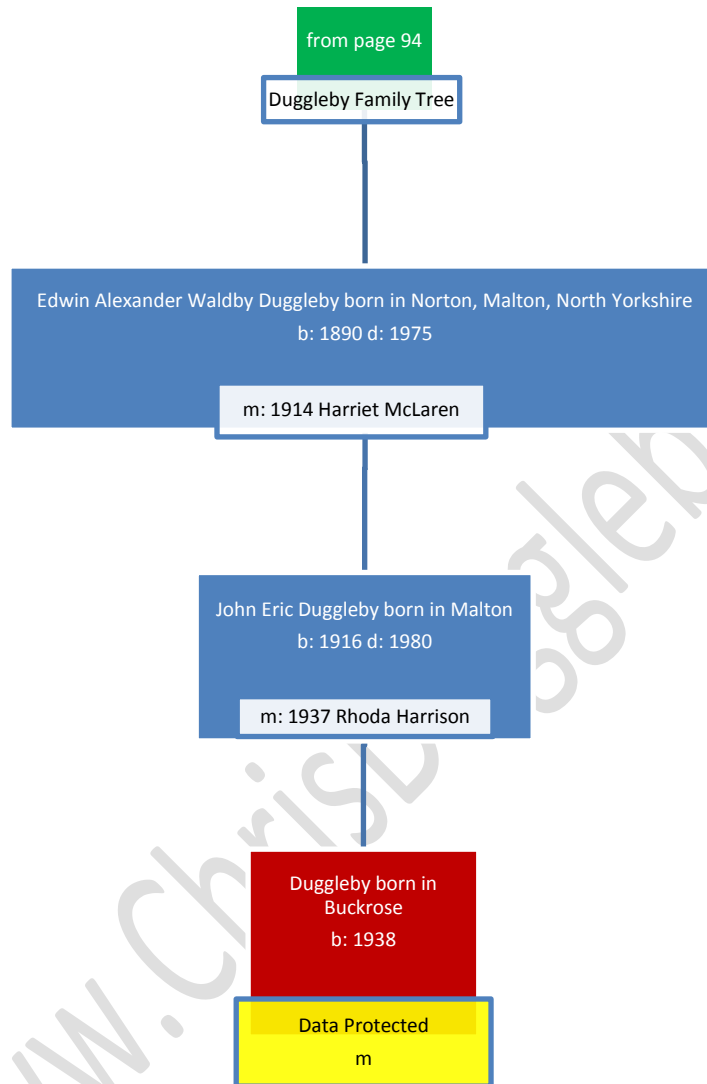 from page 94
Duggleby Family Tree
Edwin Alexander Waldby Duggleby born in Norton, Malton, North Yorkshire
b: 1890 d: 1975
m: 1914 Harriet McLaren
John Eric Duggleby born in Malton
b: 1916 d: 1980
m: 1937 Rhoda Harrison
Duggleby born in
Buckrose
b: 1938
Data Protected
m